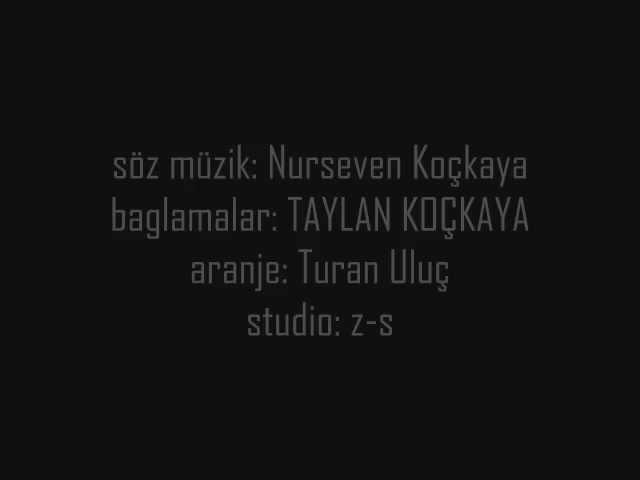 söz müzik: Nurseven Koçkaya
baglamalar: TAYLAN KOÇKAYA
aranje: Turan Uluç
studio: z-s